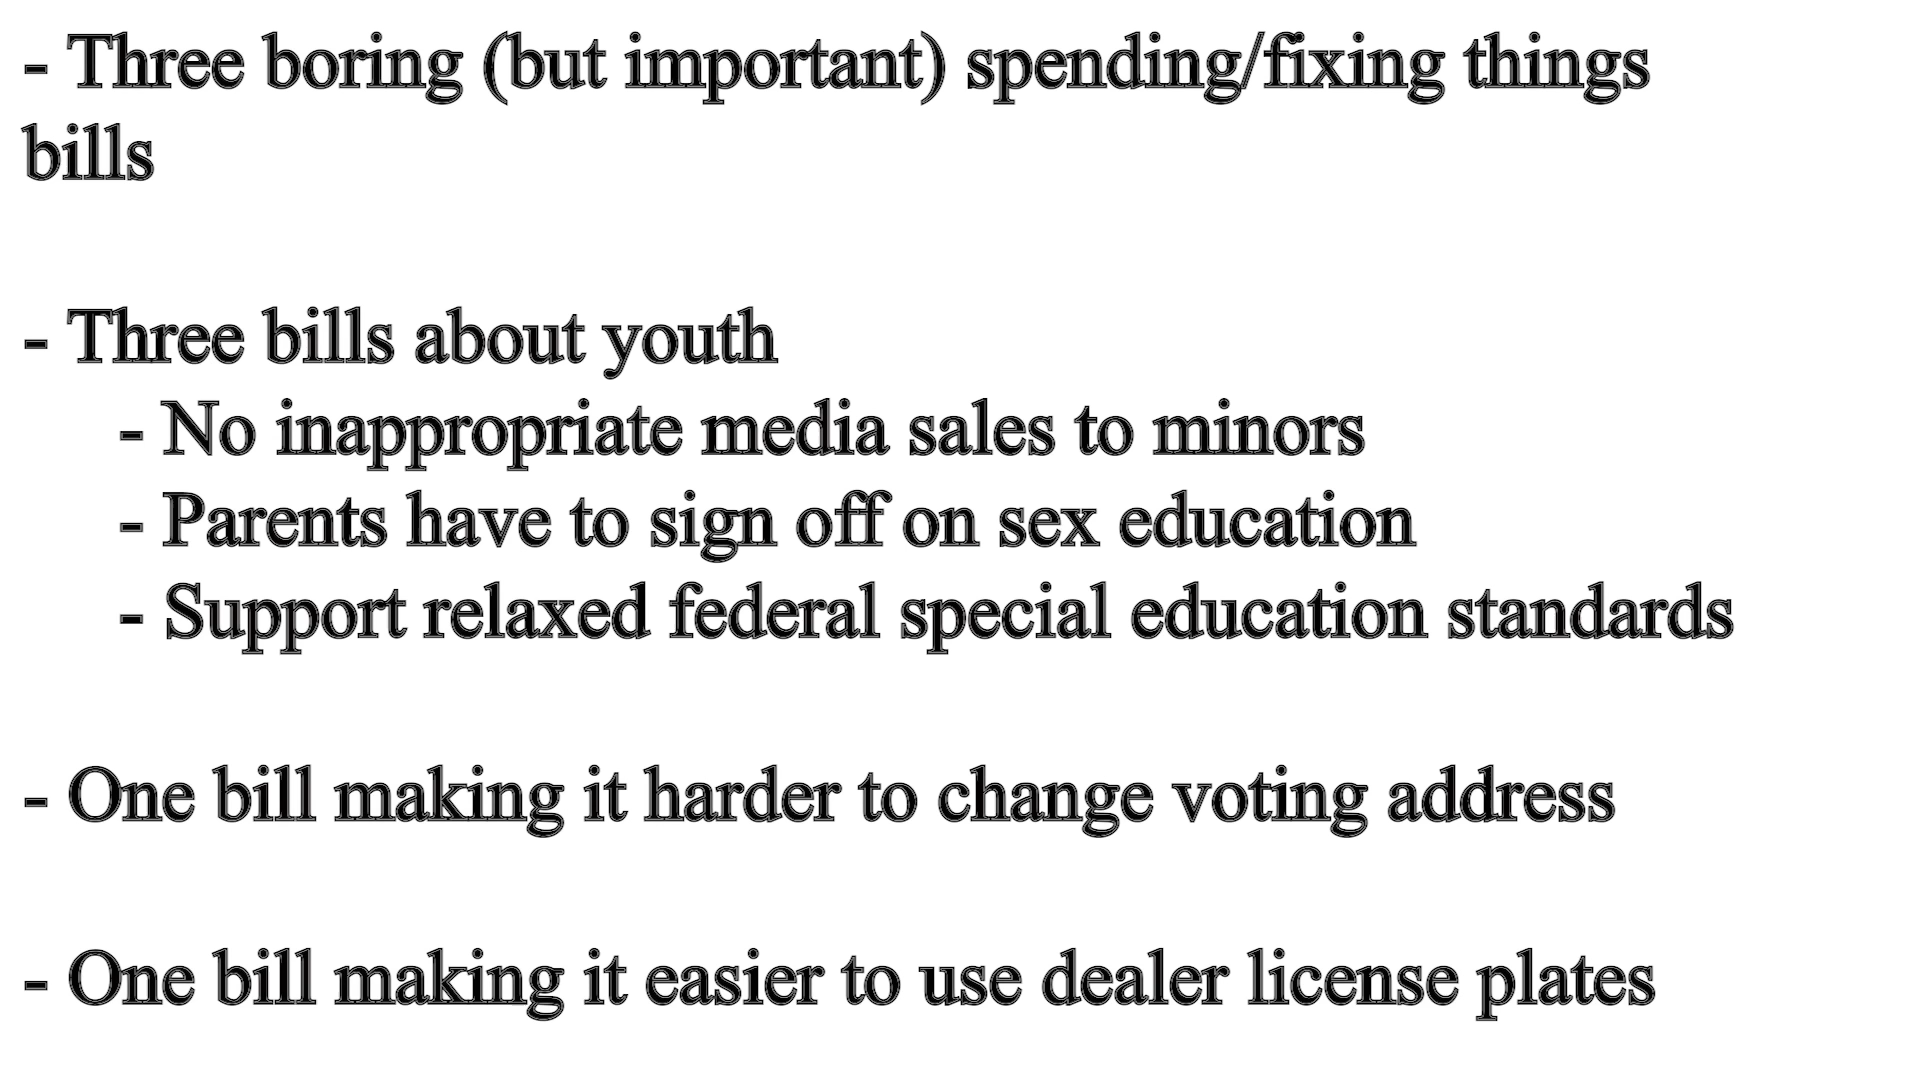 - Three boring (but important) spending/fixing things
bills
- Three bills about youth
- No inappropriate media sales to minors
- Parents have to sign off on sex education
- Support relaxed federal special education standards
- One bill making it harder to change voting address
- One bill making it easier to use dealer license plates